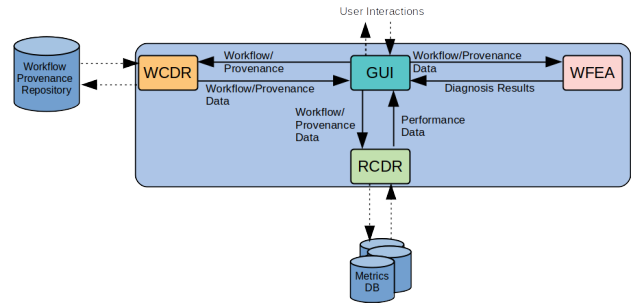 User Interactions
Workflow
Provenance
Repository
WCDR
Workflow/
Provenance
Workflow/Provenance
Data
GUI
Workflow/Provenance
Data
Diagnosis Results
WFEA
Workflow/
Provenance
Data
Performance
Data
RCDR
Metrics
DB